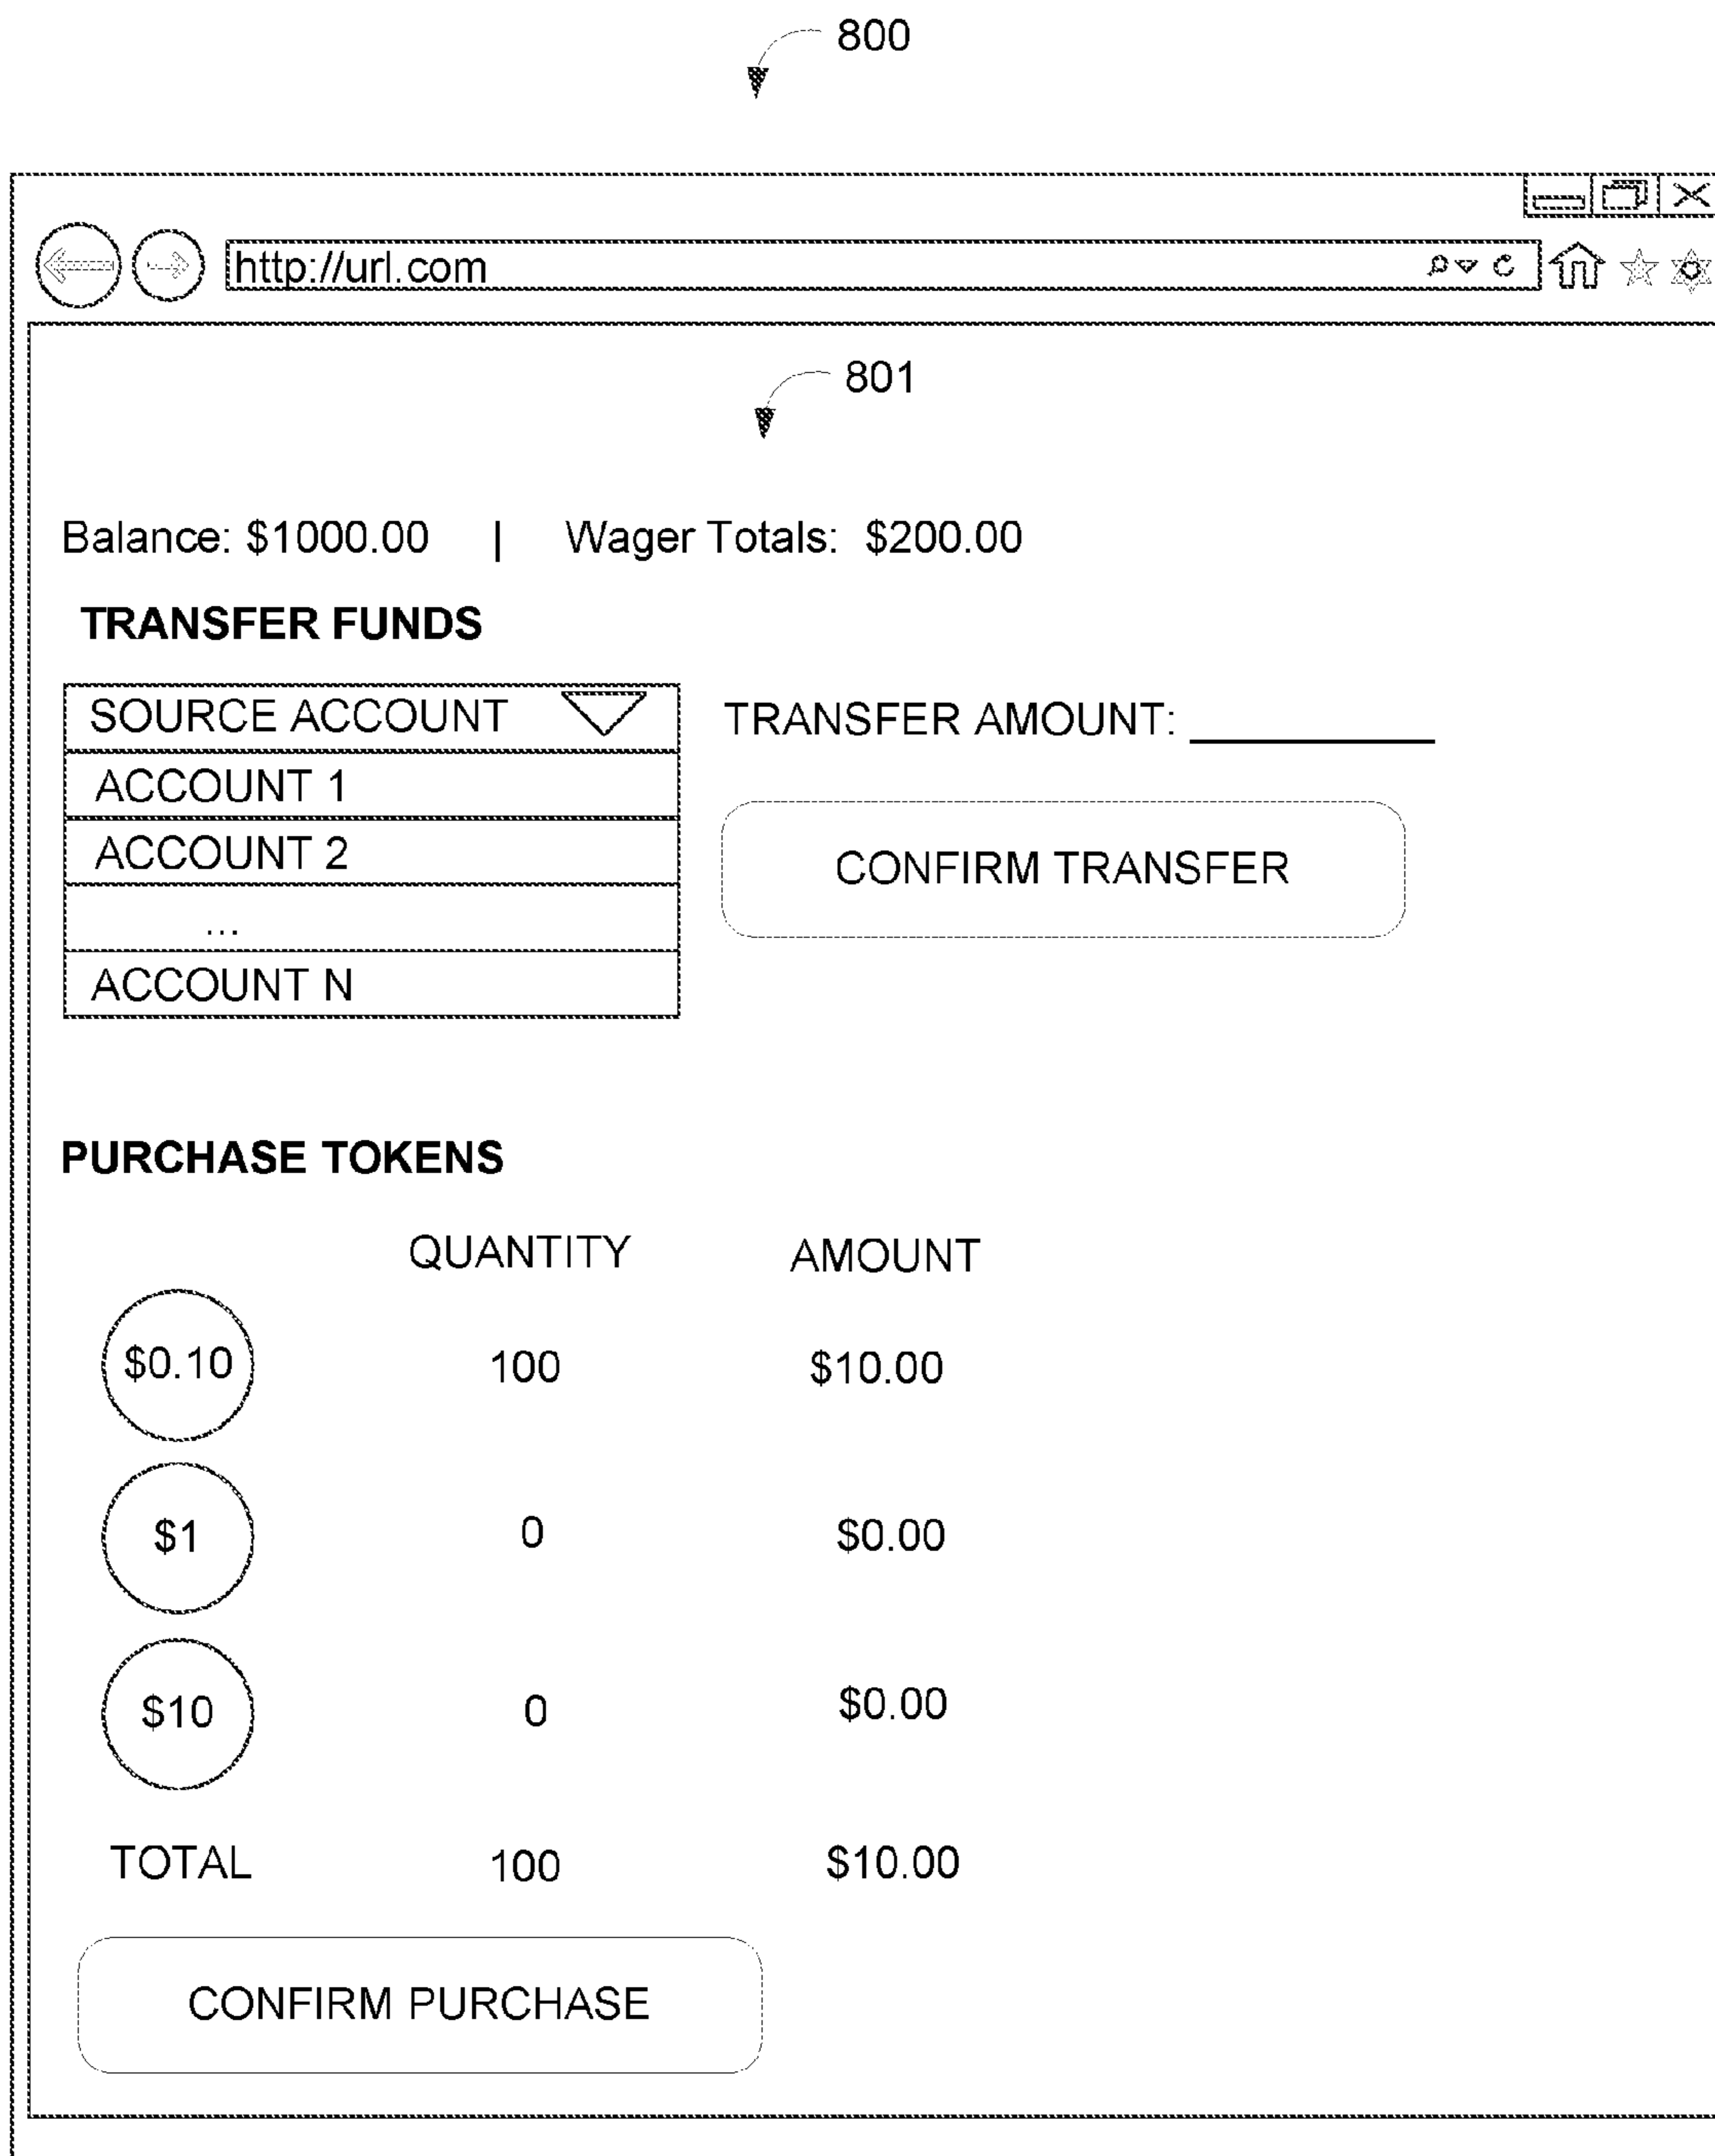 800
http://url.com
801
Balance: $1000.00 | Wager Totals: $200.00
TRANSFER FUNDS
SOURCE ACCOUNT
TRANSFER AMOUNT: __________
ACCOUNT 1
ACCOUNT 2
CONFIRM TRANSFER
...
ACCOUNT N
PURCHASE TOKENS
QUANTITY AMOUNT
$0.10 100 $10.00
$1 0 $0.00
$10 0 $0.00
TOTAL 100 $10.00
CONFIRM PURCHASE